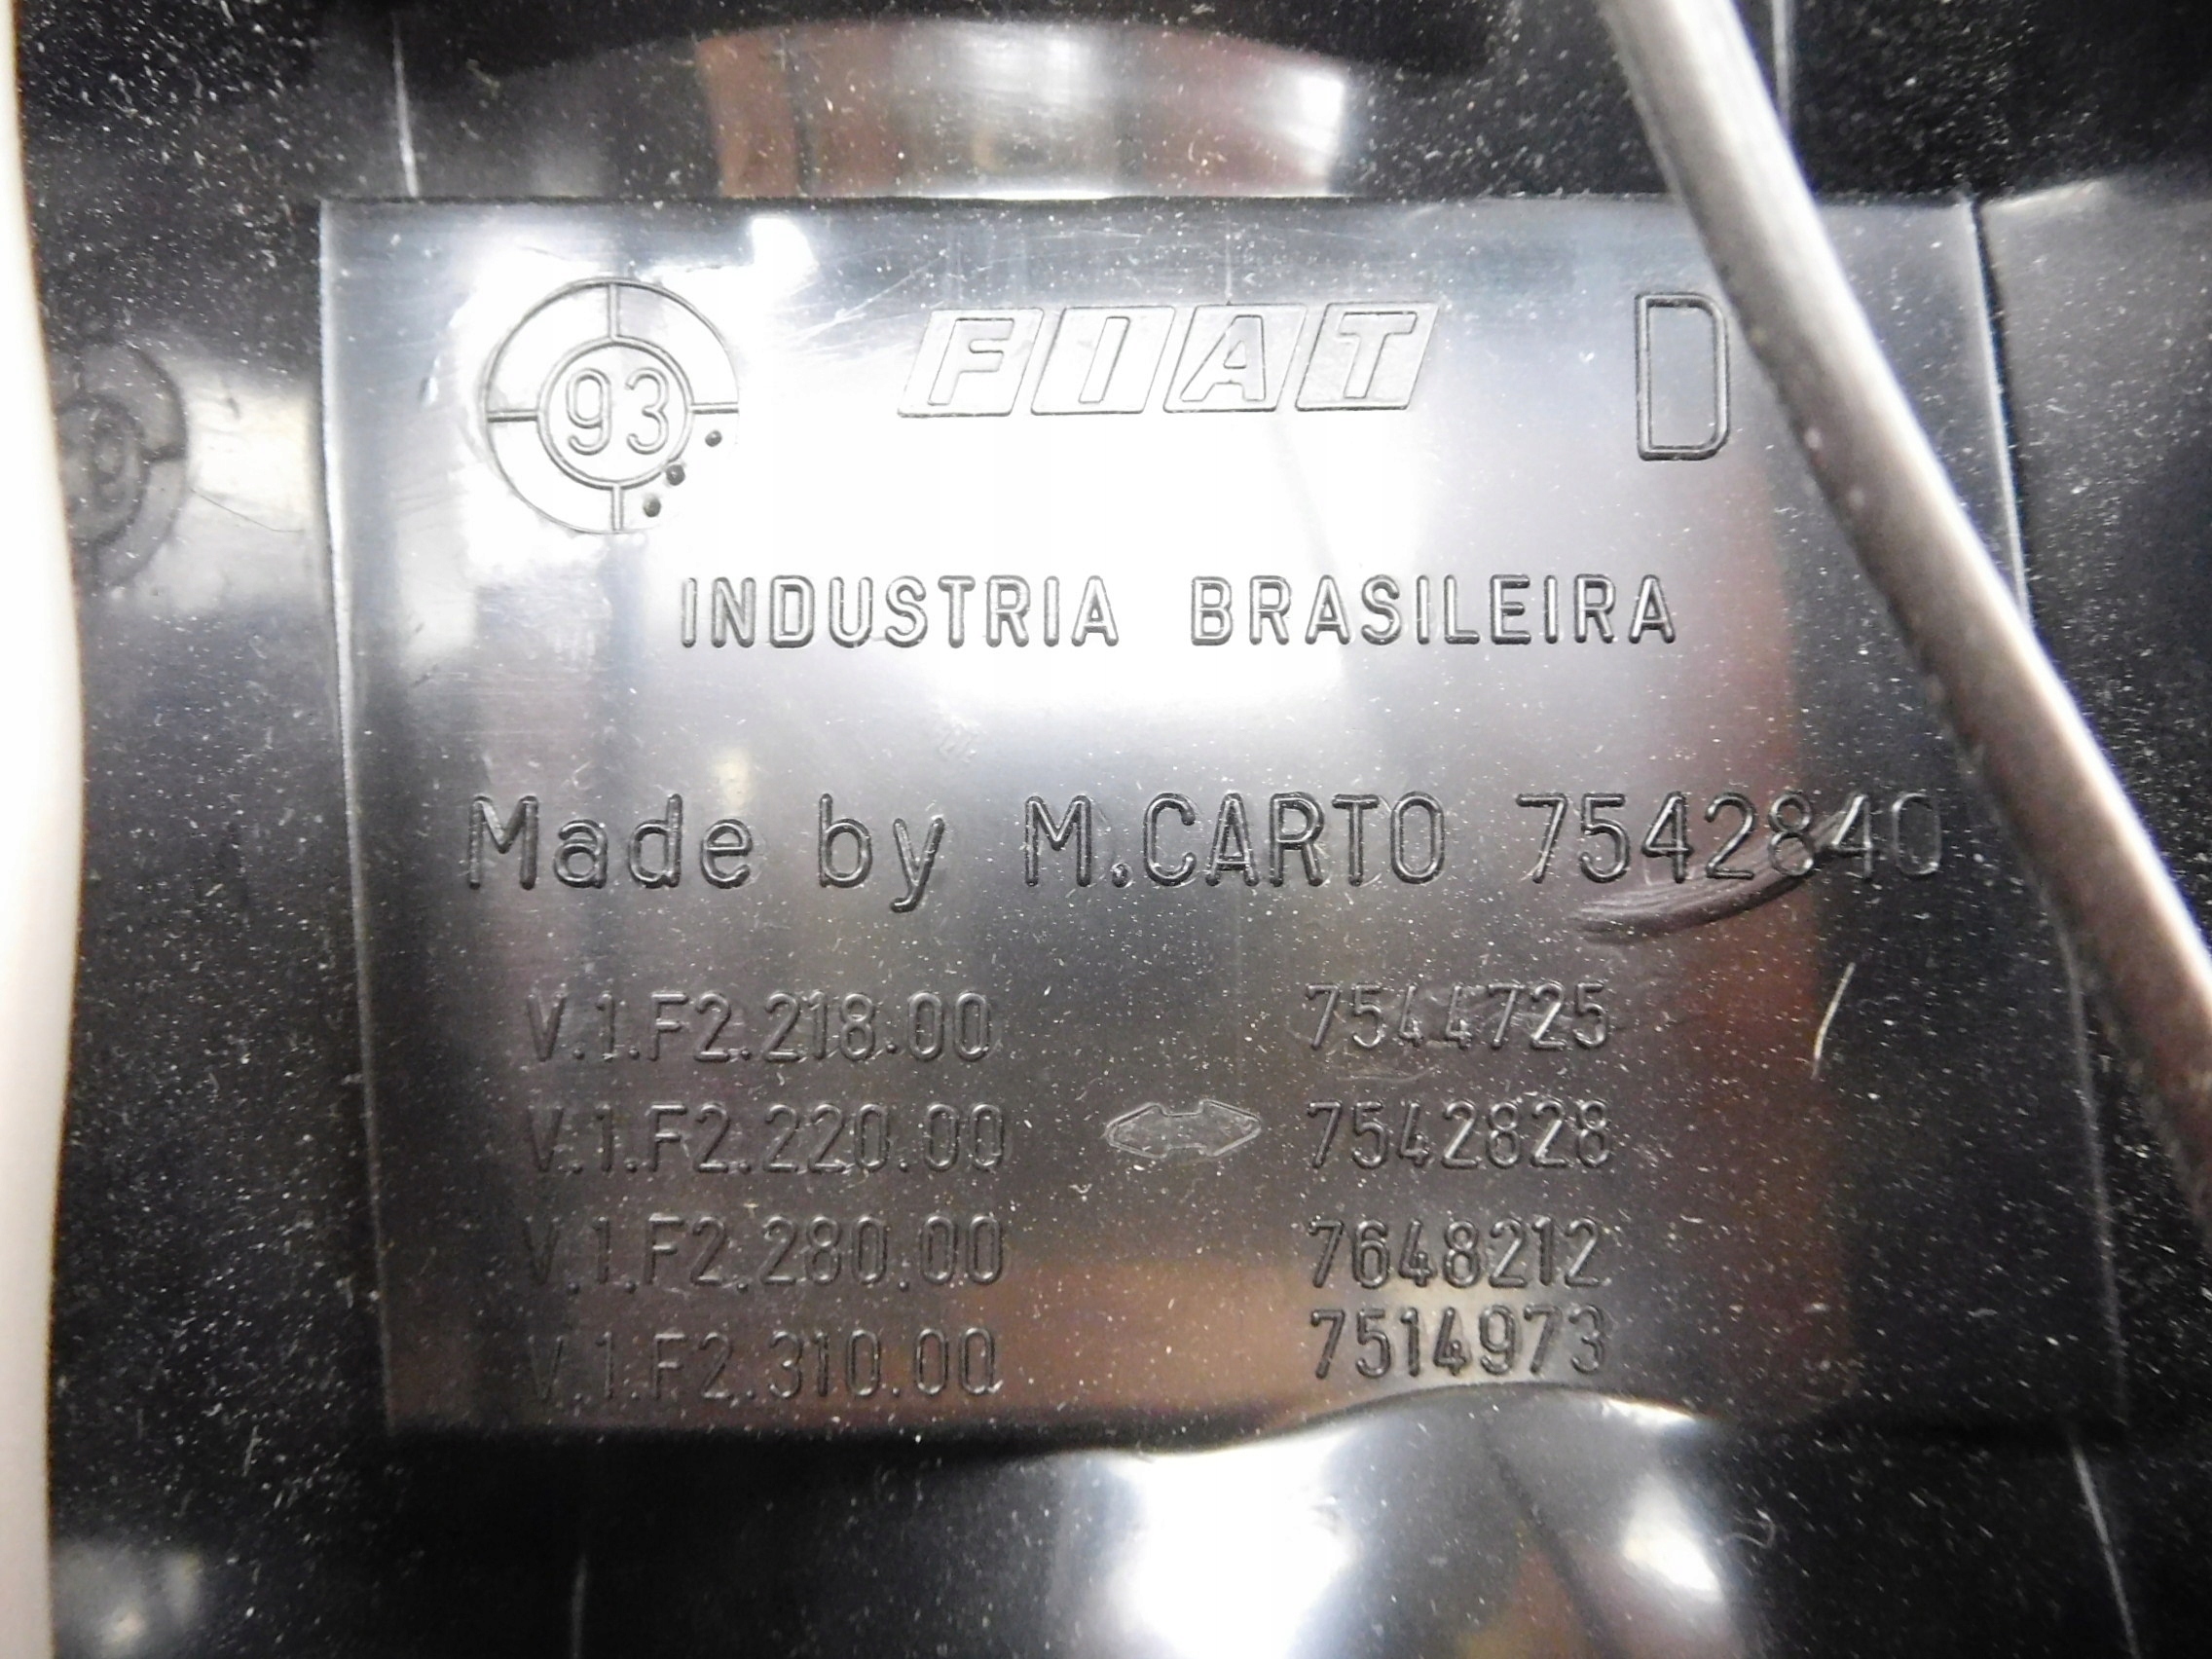 93 FIAT D
INDUSTRIA BRASILEIRA
Made by M.CARTO 7542840
V.1.F2.218.00 7544725
V.1.F2.220.00 7542828
V.1.F2.280.00 7648212
V.1.F2.310.00 7514973